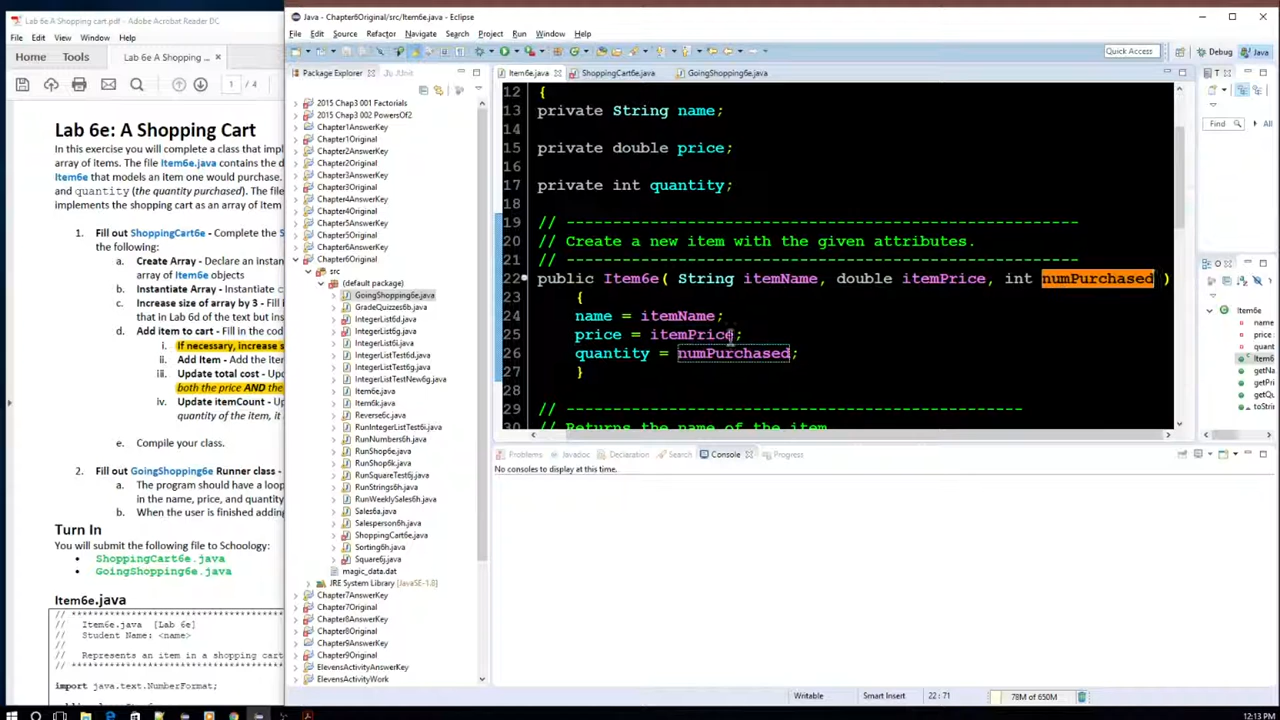 Lab 6e A Shopping cart.pdf - Adobe Acrobat Reader DC
File Edit View Window Help
Home Tools Lab 6e A Shopping ... ×
1 / 4
Lab 6e: A Shopping Cart
In this exercise you will complete a class that impl
array of items. The file Item6e.java contains the d
Item6e that models an item one would purchase.
and quantity (the quantity purchased). The file
implements the shopping cart as an array of Item
1. Fill out ShoppingCart6e - Complete the S
the following:
a. Create Array - Declare an instan
array of Item6e objects
b. Instantiate Array - Instantiate c
c. Increase size of array by 3 - Fill i
that in Lab 6d of the text but ins
d. Add item to cart - Fill in the cod
i. If necessary, increase s
ii. Add Item - Add the item
iii. Update total cost - Upd
both the price AND the
iv. Update itemCount - Up
quantity of the item, it
e. Compile your class.
2. Fill out GoingShopping6e Runner class -
a. The program should have a loop
in the name, price, and quantity
b. When the user is finished adding
Turn In
You will submit the following file to Schoology:
• ShoppingCart6e.java
• GoingShopping6e.java
Item6e.java
// Item6e.java [Lab 6e]
// Student Name: <name>
//
// Represents an item in a shopping cart
import java.text.NumberFormat;
Java - Chapter6Original/src/Item6e.java - Eclipse
File Edit Source Refactor Navigate Search Project Run Window Help
Quick Access Debug Java
Package Explorer JUnit
2015 Chap3 001 Factorials
2015 Chap3 002 PowersOf2
Chapter1AnswerKey
Chapter1Original
Chapter2AnswerKey
Chapter2Original
Chapter3AnswerKey
Chapter3Original
Chapter4AnswerKey
Chapter4Original
Chapter5AnswerKey
Chapter5Original
Chapter6AnswerKey
Chapter6Original
src
(default package)
GoingShopping6e.java
GradeQuizzes6b.java
IntegerList6d.java
IntegerList6g.java
IntegerList6i.java
IntegerListTest6d.java
IntegerListTest6g.java
IntegerListTestNew6g.java
Item6e.java
Item6k.java
Reverse6c.java
RunIntegerListTest6i.java
RunNumbers6h.java
RunShop6e.java
RunShop6k.java
RunSquareTest6j.java
RunStrings6h.java
RunWeeklySales6h.java
Sales6a.java
Salesperson6h.java
ShoppingCart6e.java
Sorting6h.java
Square6j.java
magic_data.dat
JRE System Library [JavaSE-1.8]
Chapter7AnswerKey
Chapter7Original
Chapter8AnswerKey
Chapter8Original
Chapter9AnswerKey
Chapter9Original
ElevensActivityAnswerKey
ElevensActivityWork
Item6e.java ShoppingCart6e.java GoingShopping6e.java
12 {
13 private String name;
14
15 private double price;
16
17 private int quantity;
18
19 // -------------------------------------------------------
20 // Create a new item with the given attributes.
21 // -------------------------------------------------------
22 public Item6e( String itemName, double itemPrice, int numPurchased )
23 {
24 name = itemName;
25 price = itemPrice;
26 quantity = numPurchased;
27 }
28
29 // -------------------------------------------------
30 // Returns the name of the item
Problems Javadoc Declaration Search Console Progress
No consoles to display at this time.
Find All
Item6e
name
price
quant
Item6
getNa
getPri
getQu
toStri
Writable Smart Insert 22 : 71 78M of 650M
12:13 PM